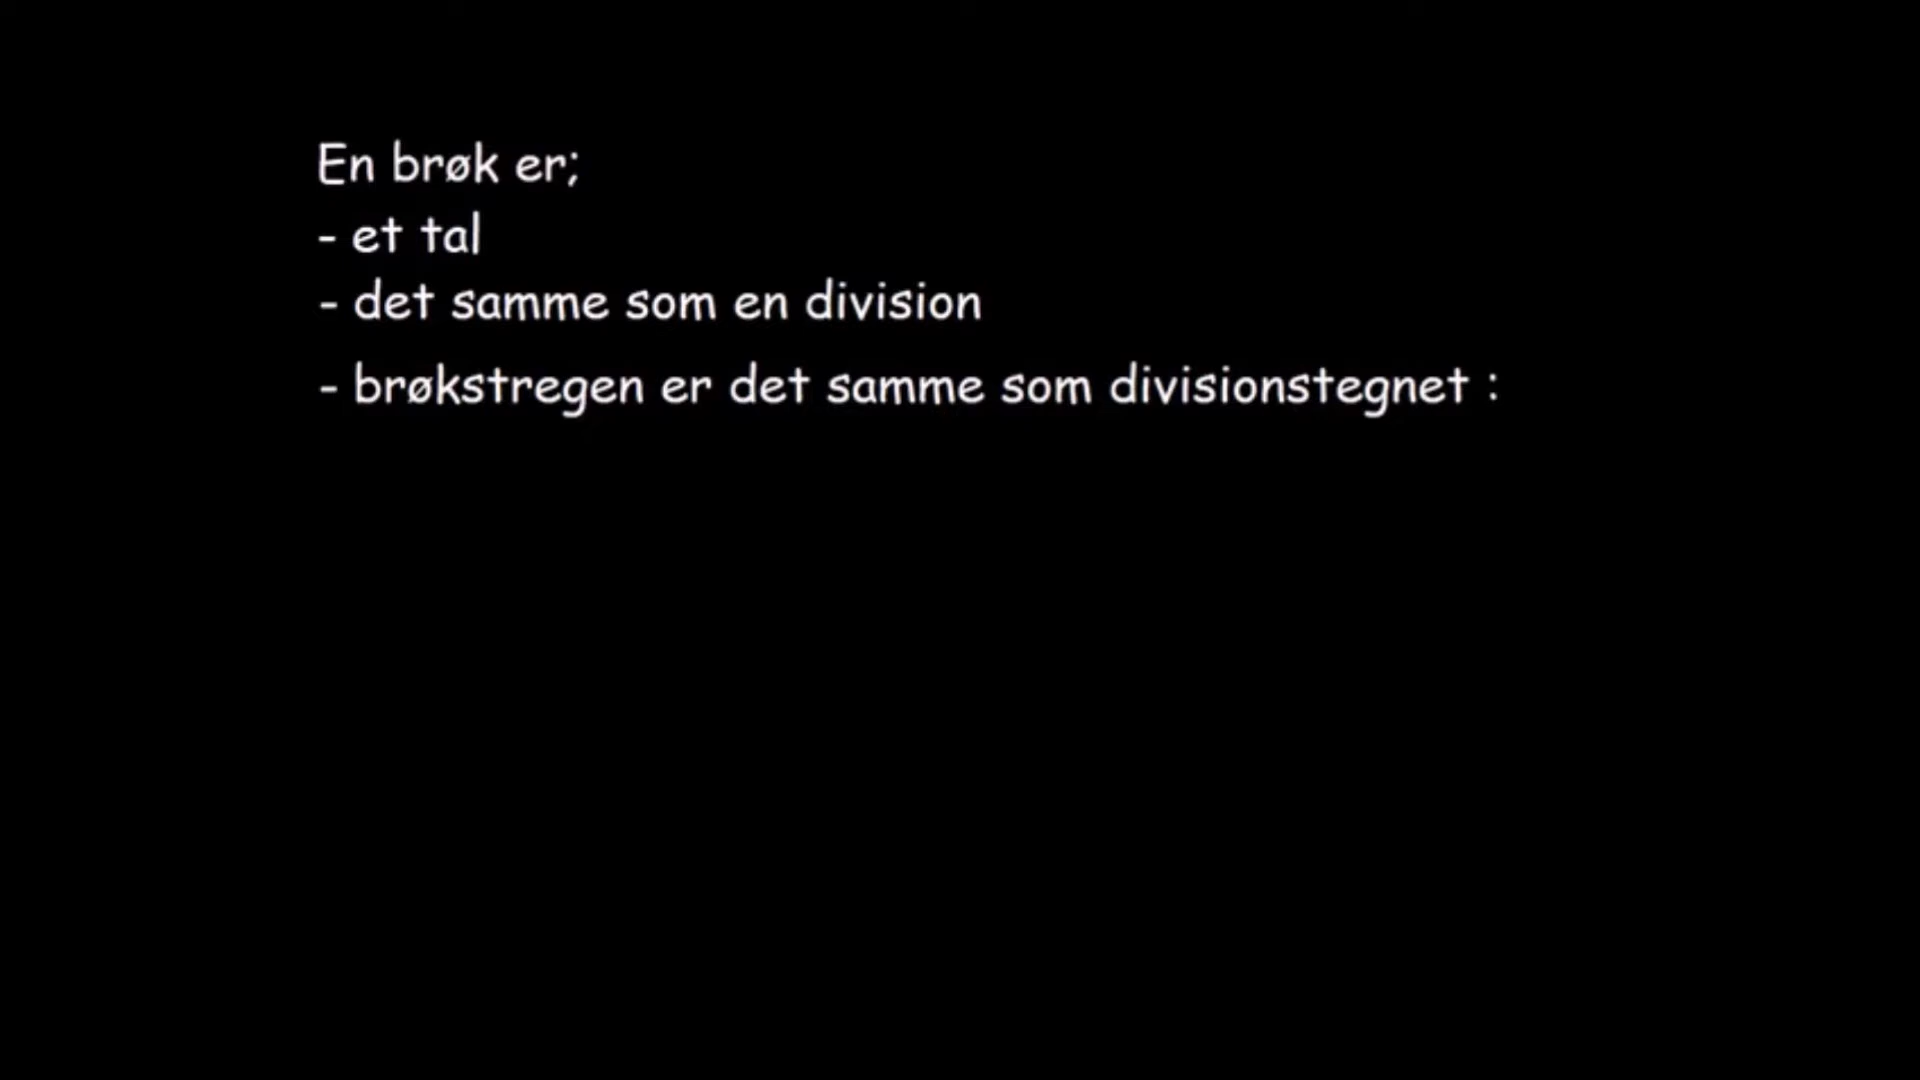 En brøk er;
- et tal
- det samme som en division
- brøkstregen er det samme som divisionstegnet :